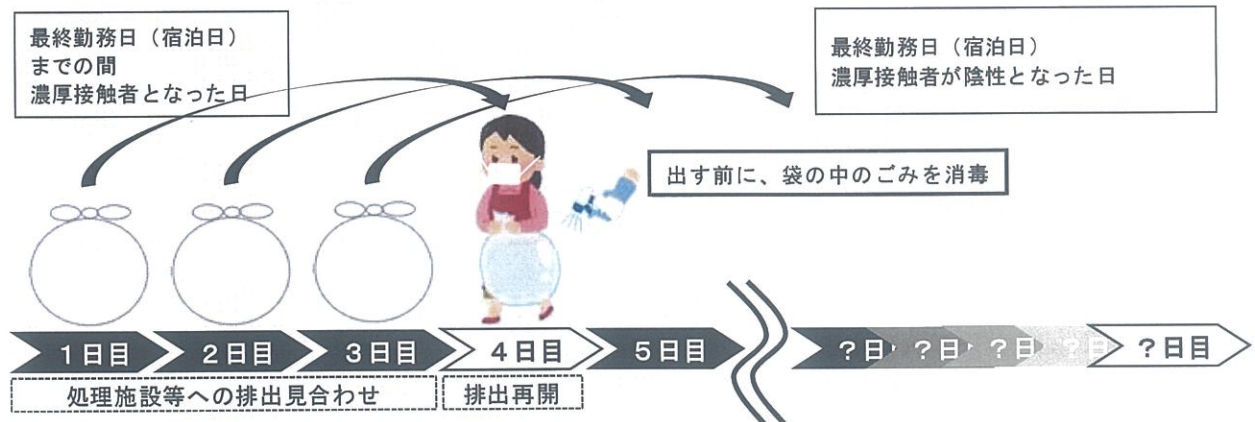 最終勤務日（宿泊日）
までの間
濃厚接触者となった日
最終勤務日（宿泊日）
濃厚接触者が陰性となった日
出す前に、袋の中のごみを消毒
1日目
2日目
3日目
4日目
5日目
？日
？日
？日
？日
？日目
処理施設等への排出見合わせ
排出再開